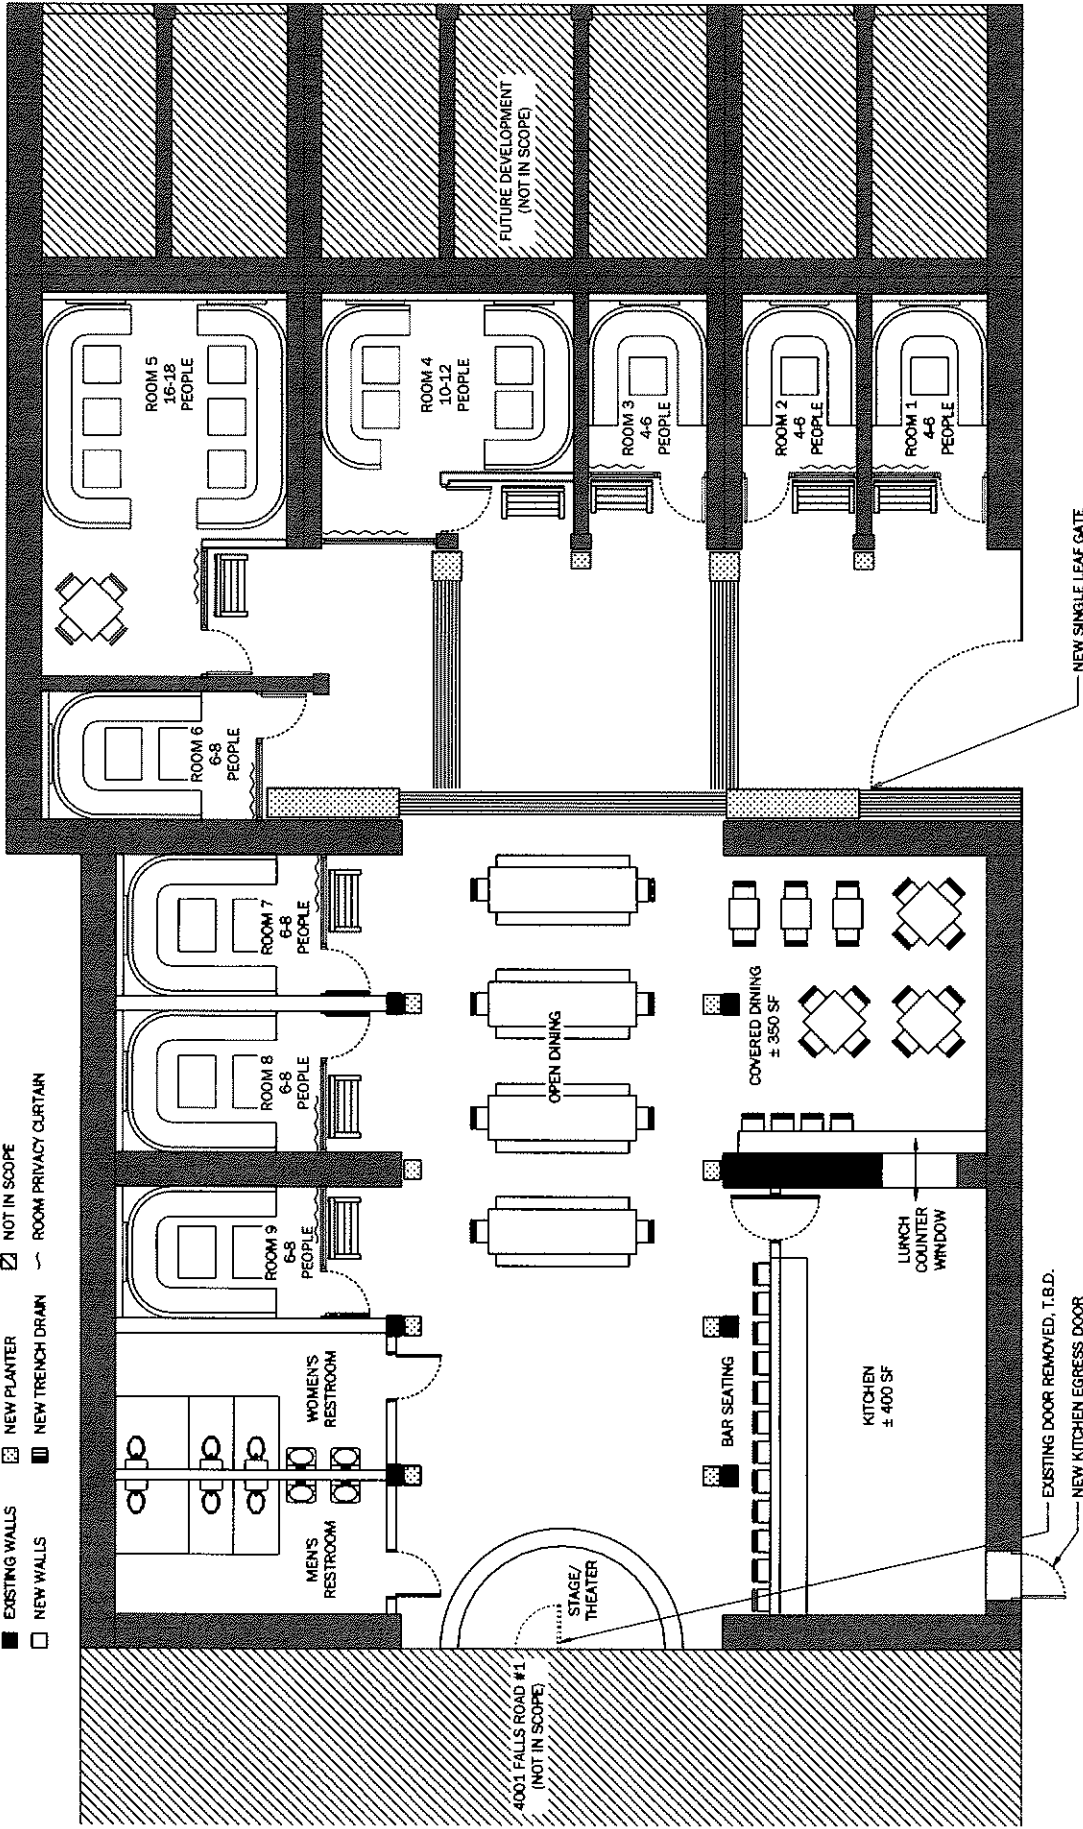 EXISTING WALLS
NEW PLANTER
NOT IN SCOPE
NEW WALLS
NEW TRENCH DRAIN
ROOM PRIVACY CURTAIN
MEN'S
RESTROOM
WOMEN'S
RESTROOM
ROOM 9
6-8
PEOPLE
ROOM 8
6-8
PEOPLE
ROOM 7
6-8
PEOPLE
ROOM 6
6-8
PEOPLE
ROOM 5
16-18
PEOPLE
ROOM 4
10-12
PEOPLE
ROOM 3
4-6
PEOPLE
ROOM 2
4-6
PEOPLE
ROOM 1
4-6
PEOPLE
FUTURE DEVELOPMENT
(NOT IN SCOPE)
4001 FALLS ROAD #1
(NOT IN SCOPE)
STAGE/
THEATER
OPEN DINING
BAR SEATING
COVERED DINING
± 350 SF
KITCHEN
± 400 SF
LUNCH
COUNTER
WINDOW
EXISTING DOOR REMOVED, T.B.D.
NEW KITCHEN EGRESS DOOR
NEW SINGLE LEAF GATE